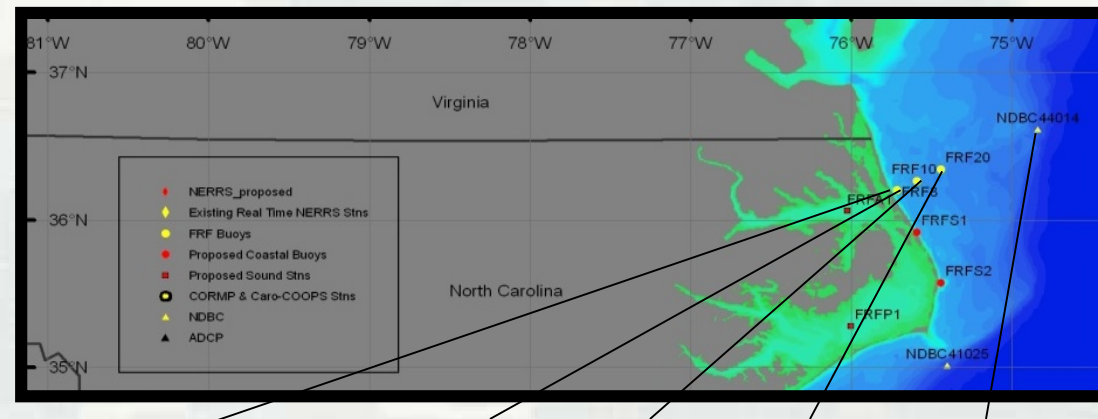 81°W 80°W 79°W 78°W 77°W 76°W 75°W
37°N
Virginia
NDBC44014
FRF20
FRF10
FRF8
FRFA1
36°N
FRFS1
NERRS_proposed
Existing Real Time NERRS Stns
FRF Buoys
Proposed Coastal Buoys
Proposed Sound Stns
CORMP & Caro-COOPS Stns
NDBC
ADCP
North Carolina
FRFS2
FRFP1
NDBC41025
35°N